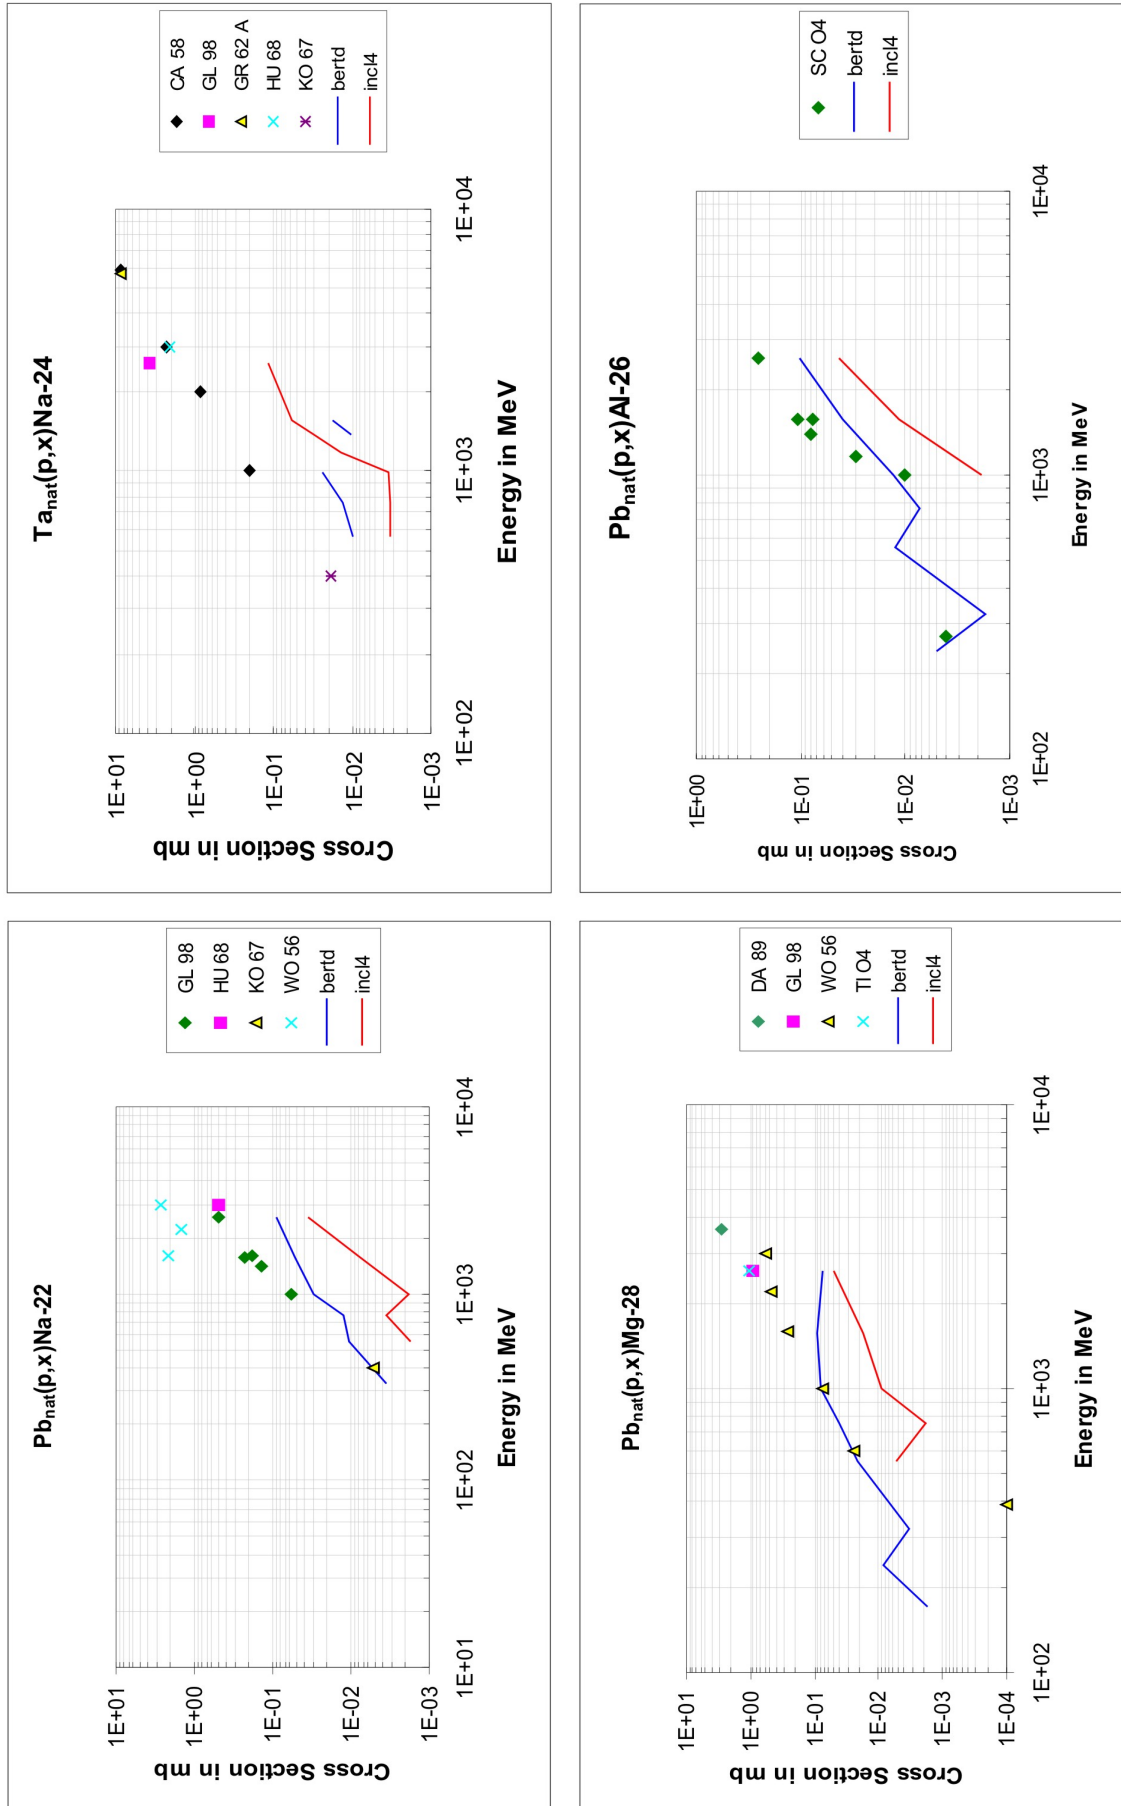 Pb_nat(p,x)Na-22
Cross Section in mb
1E+01
1E+00
1E-01
1E-02
1E-03
1E+01
1E+02
1E+03
1E+04
Energy in MeV
GL 98
HU 68
KO 67
WO 56
bertd
incl4
Ta_nat(p,x)Na-24
Cross Section in mb
1E+01
1E+00
1E-01
1E-02
1E-03
1E+02
1E+03
1E+04
Energy in MeV
CA 58
GL 98
GR 62 A
HU 68
KO 67
bertd
incl4
Pb_nat(p,x)Mg-28
Cross Section in mb
1E+01
1E+00
1E-01
1E-02
1E-03
1E-04
1E+02
1E+03
1E+04
Energy in MeV
DA 89
GL 98
WO 56
TI O4
bertd
incl4
Pb_nat(p,x)Al-26
Cross Section in mb
1E+00
1E-01
1E-02
1E-03
1E+02
1E+03
1E+04
Energy in MeV
SC O4
bertd
incl4